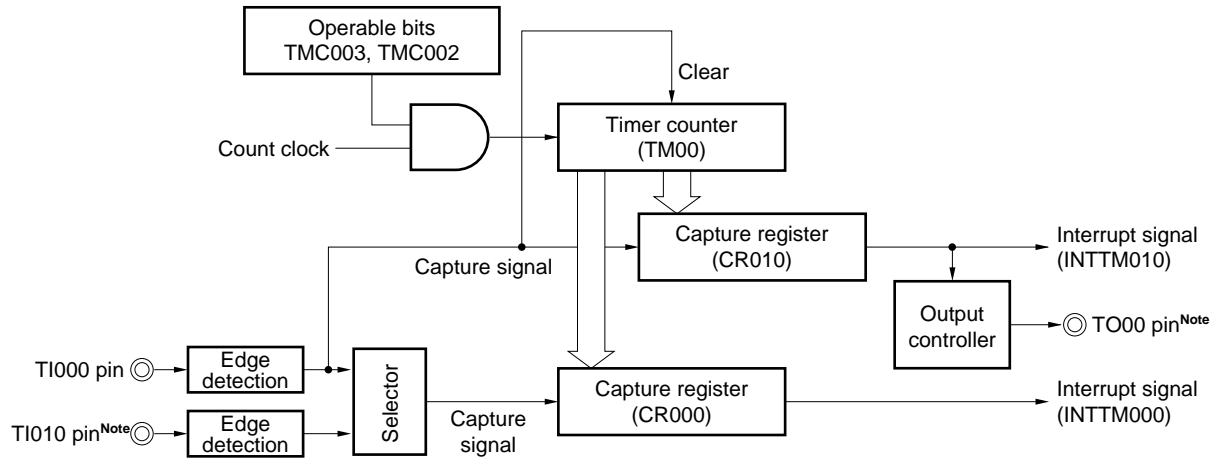 Operable bits
TMC003, TMC002
Clear
Timer counter
(TM00)
Count clock
Capture register
(CR010)
Interrupt signal
(INTTM010)
Capture signal
Output
controller
TO00 pinNote
TI000 pin
Edge
detection
Selector
Capture register
(CR000)
Interrupt signal
(INTTM000)
TI010 pinNote
Edge
detection
Capture
signal